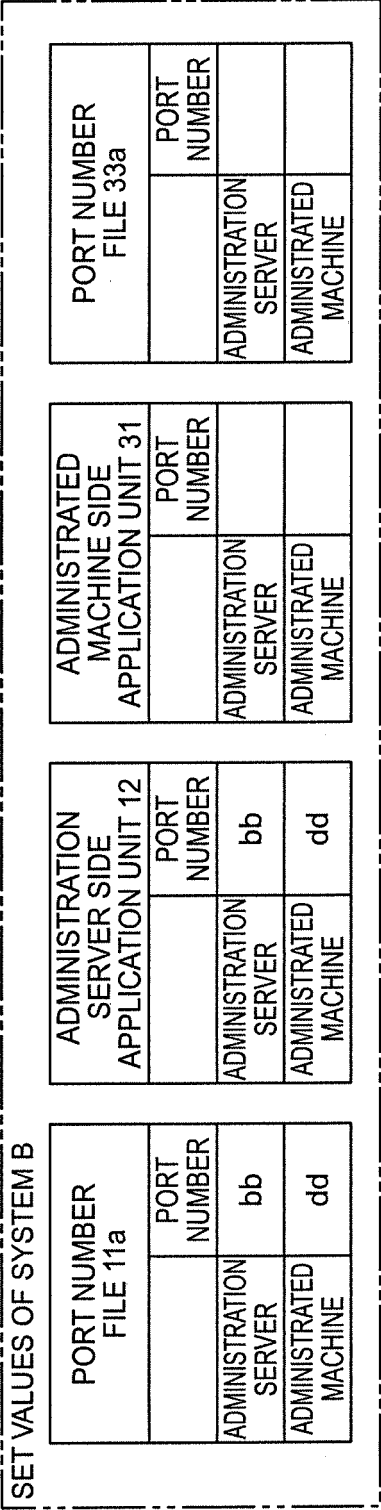 SET VALUES OF SYSTEM B
PORT NUMBER
FILE 11a
PORT
NUMBER
ADMINISTRATION
SERVER
bb
ADMINISTRATED
MACHINE
dd
ADMINISTRATION
SERVER SIDE
APPLICATION UNIT 12
PORT
NUMBER
ADMINISTRATION
SERVER
bb
ADMINISTRATED
MACHINE
dd
ADMINISTRATED
MACHINE SIDE
APPLICATION UNIT 31
PORT
NUMBER
ADMINISTRATION
SERVER
ADMINISTRATED
MACHINE
PORT NUMBER
FILE 33a
PORT
NUMBER
ADMINISTRATION
SERVER
ADMINISTRATED
MACHINE